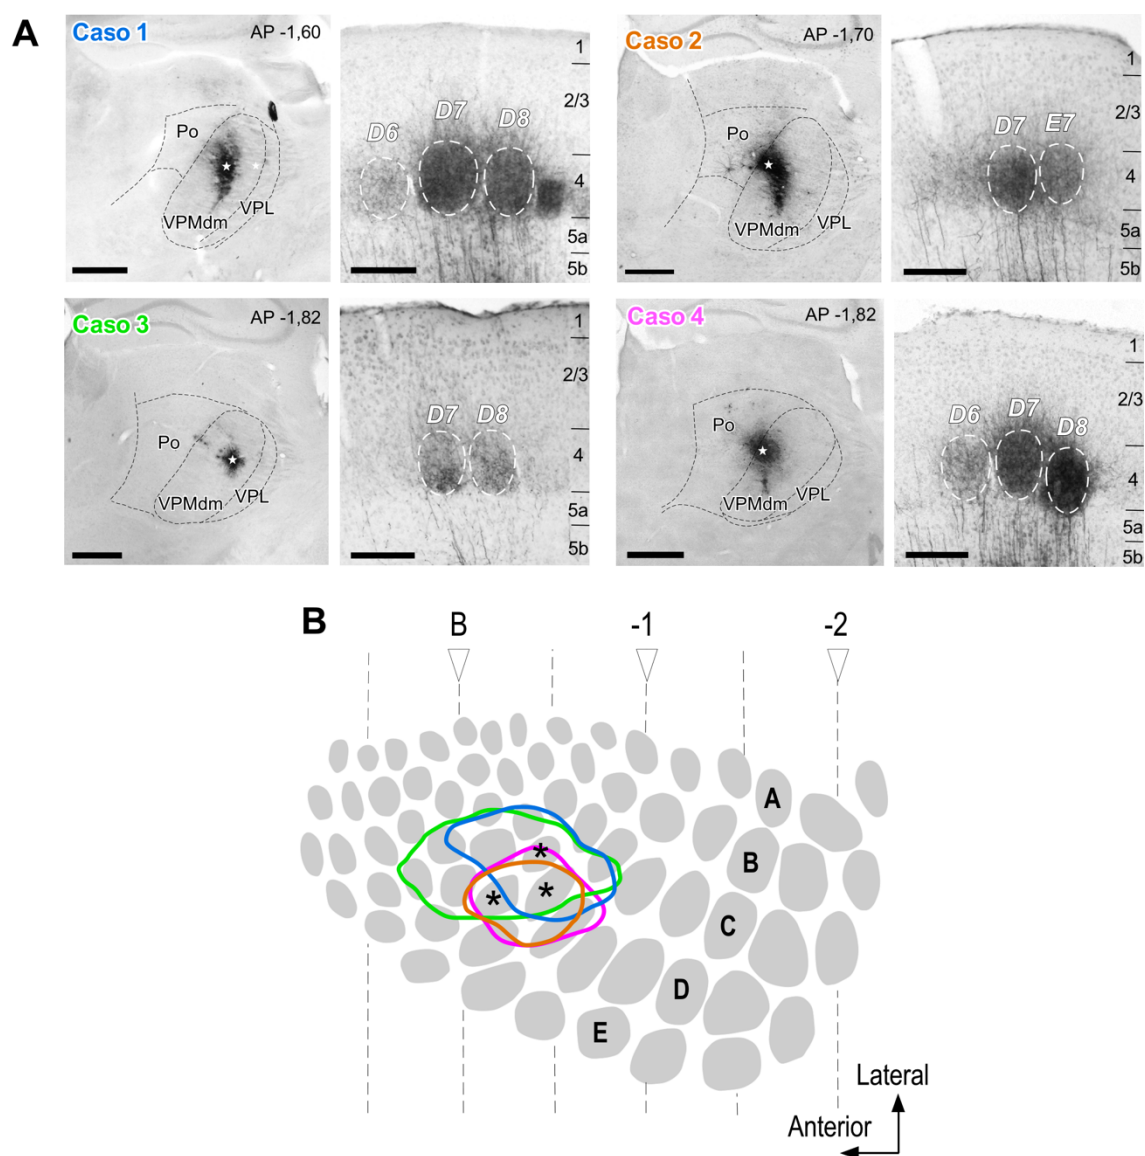 A
Caso 1
AP -1,60
Po
VPMdm
VPL
D6
D7
D8
1
2/3
4
5a
5b
Caso 2
AP -1,70
Po
VPMdm
VPL
D7
E7
1
2/3
4
5a
5b
Caso 3
AP -1,82
Po
VPMdm
VPL
D7
D8
1
2/3
4
5a
5b
Caso 4
AP -1,82
Po
VPMdm
VPL
D6
D7
D8
1
2/3
4
5a
5b
B
B
-1
-2
A
B
C
D
E
*
*
*
Lateral
Anterior